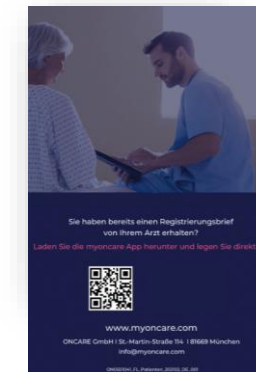 Sie haben bereits einen Registrierungsbrief
von Ihrem Arzt erhalten?
Laden Sie die myoncare App herunter und legen Sie direkt
www.myoncare.com
ONCARE GmbH I St.-Martin-Straße 114 I 81669 München
info@myoncare.com